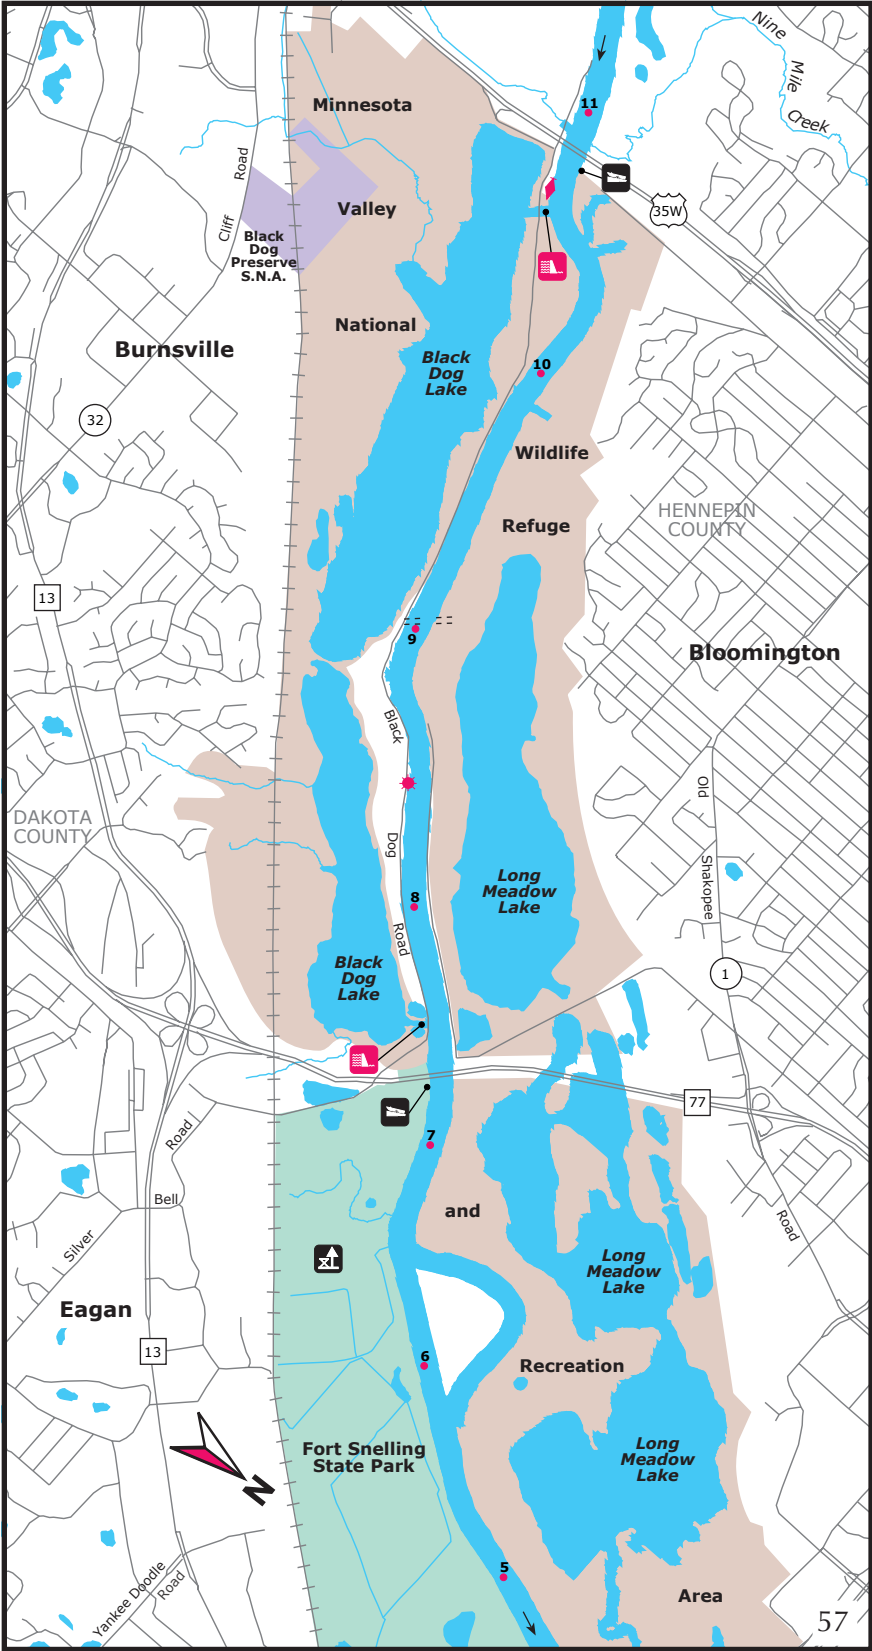 Nine
Mile
Creek
11
Minnesota
35W
Cliff Road
Valley
Black
Dog
Preserve
S.N.A.
National
Burnsville
Black
Dog
Lake
10
32
Wildlife
HENNEPIN
COUNTY
Refuge
13
9
Bloomington
Black
Dog
Road
Old
Shakopee
Road
DAKOTA
COUNTY
Long
Meadow
Lake
8
Black
Dog
Lake
1
77
7
Silver
Bell
Road
and
Long
Meadow
Lake
Eagan
13
6
Recreation
N
Fort Snelling
State Park
Long
Meadow
Lake
5
Yankee Doodle
Road
Area
57